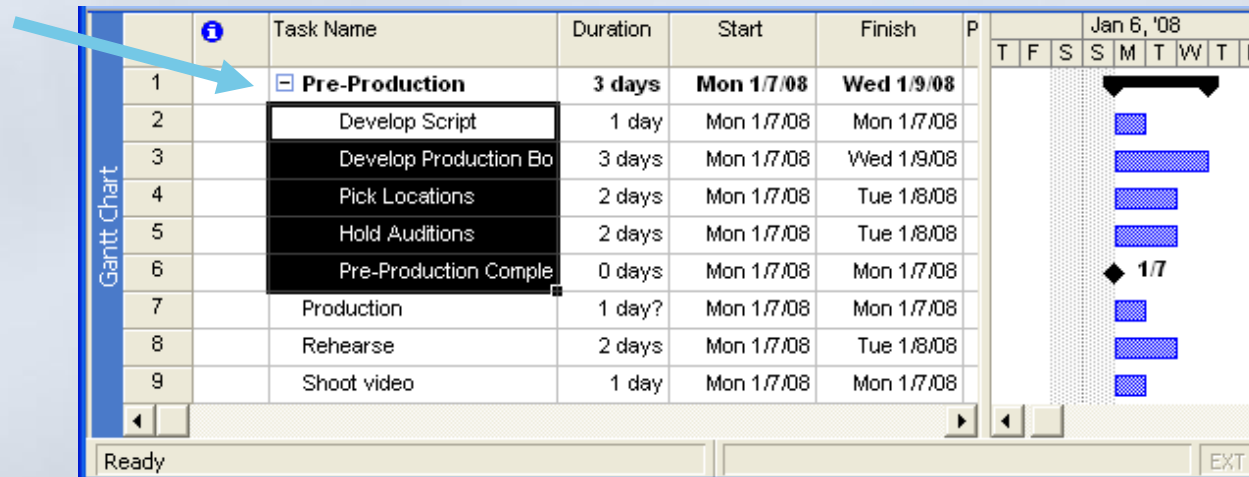 Task Name Duration Start Finish P Jan 6, '08
T F S S M T W T
1 Pre-Production 3 days Mon 1/7/08 Wed 1/9/08
2 Develop Script 1 day Mon 1/7/08 Mon 1/7/08
3 Develop Production Bo 3 days Mon 1/7/08 Wed 1/9/08
4 Pick Locations 2 days Mon 1/7/08 Tue 1/8/08
5 Hold Auditions 2 days Mon 1/7/08 Tue 1/8/08
6 Pre-Production Comple 0 days Mon 1/7/08 Mon 1/7/08 1/7
7 Production 1 day? Mon 1/7/08 Mon 1/7/08
8 Rehearse 2 days Mon 1/7/08 Tue 1/8/08
9 Shoot video 1 day Mon 1/7/08 Mon 1/7/08
Gantt Chart
Ready EXT